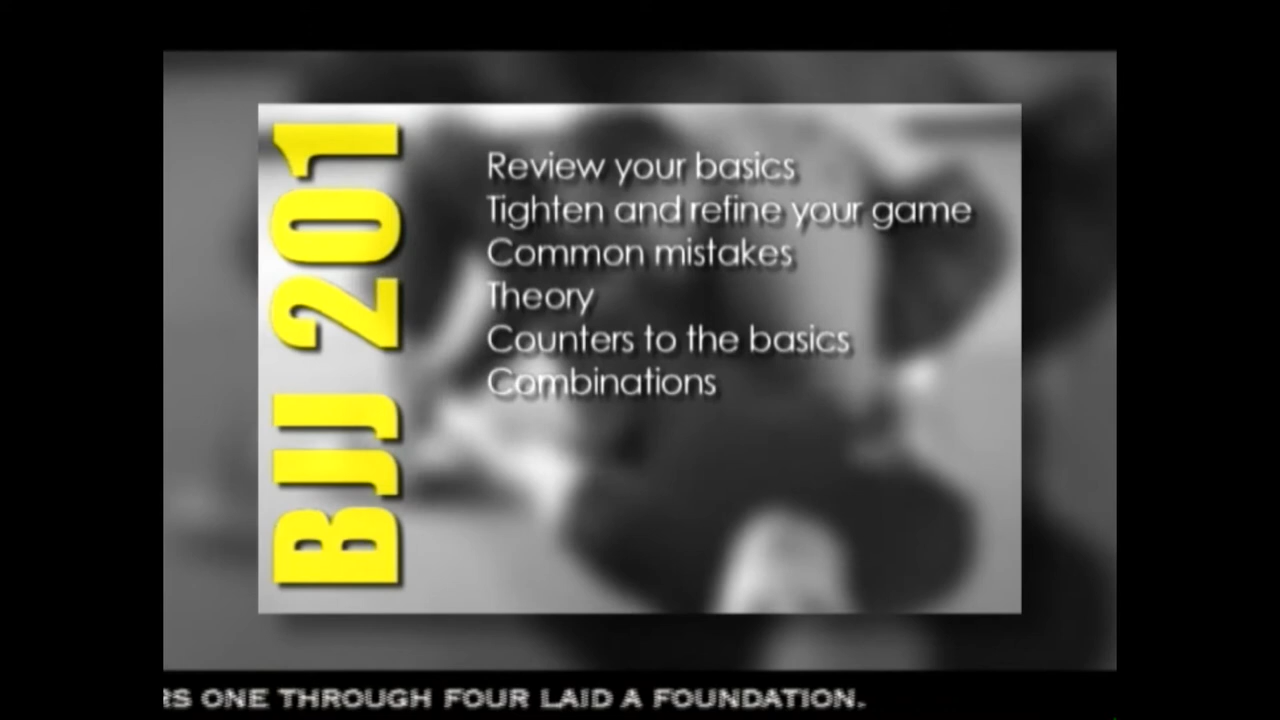 BJJ 201
Review your basics
Tighten and refine your game
Common mistakes
Theory
Counters to the basics
Combinations
ONE THROUGH FOUR LAID A FOUNDATION.